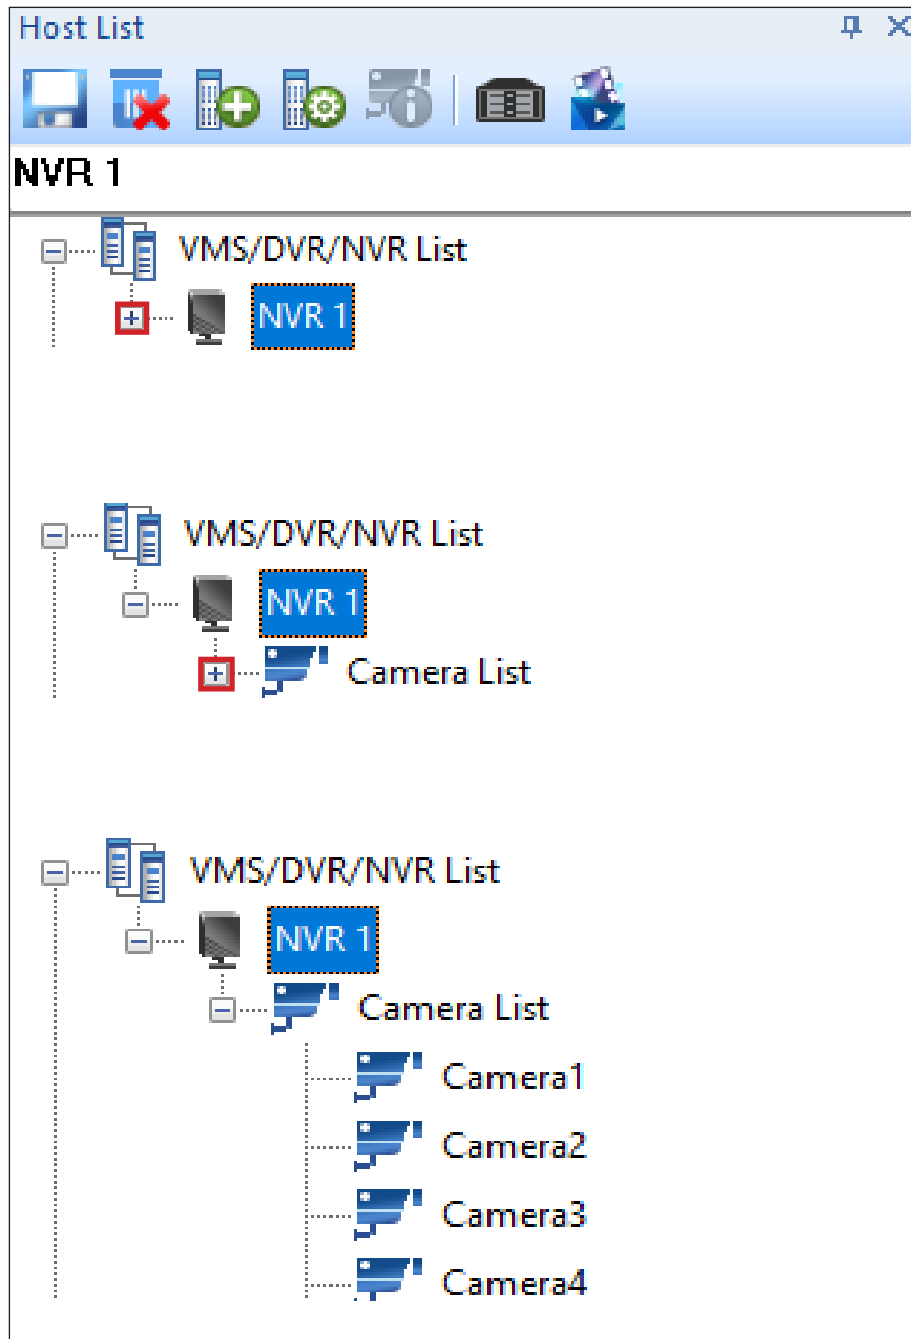 Host List
NVR 1
VMS/DVR/NVR List
NVR 1
VMS/DVR/NVR List
NVR 1
Camera List
VMS/DVR/NVR List
NVR 1
Camera List
Camera1
Camera2
Camera3
Camera4